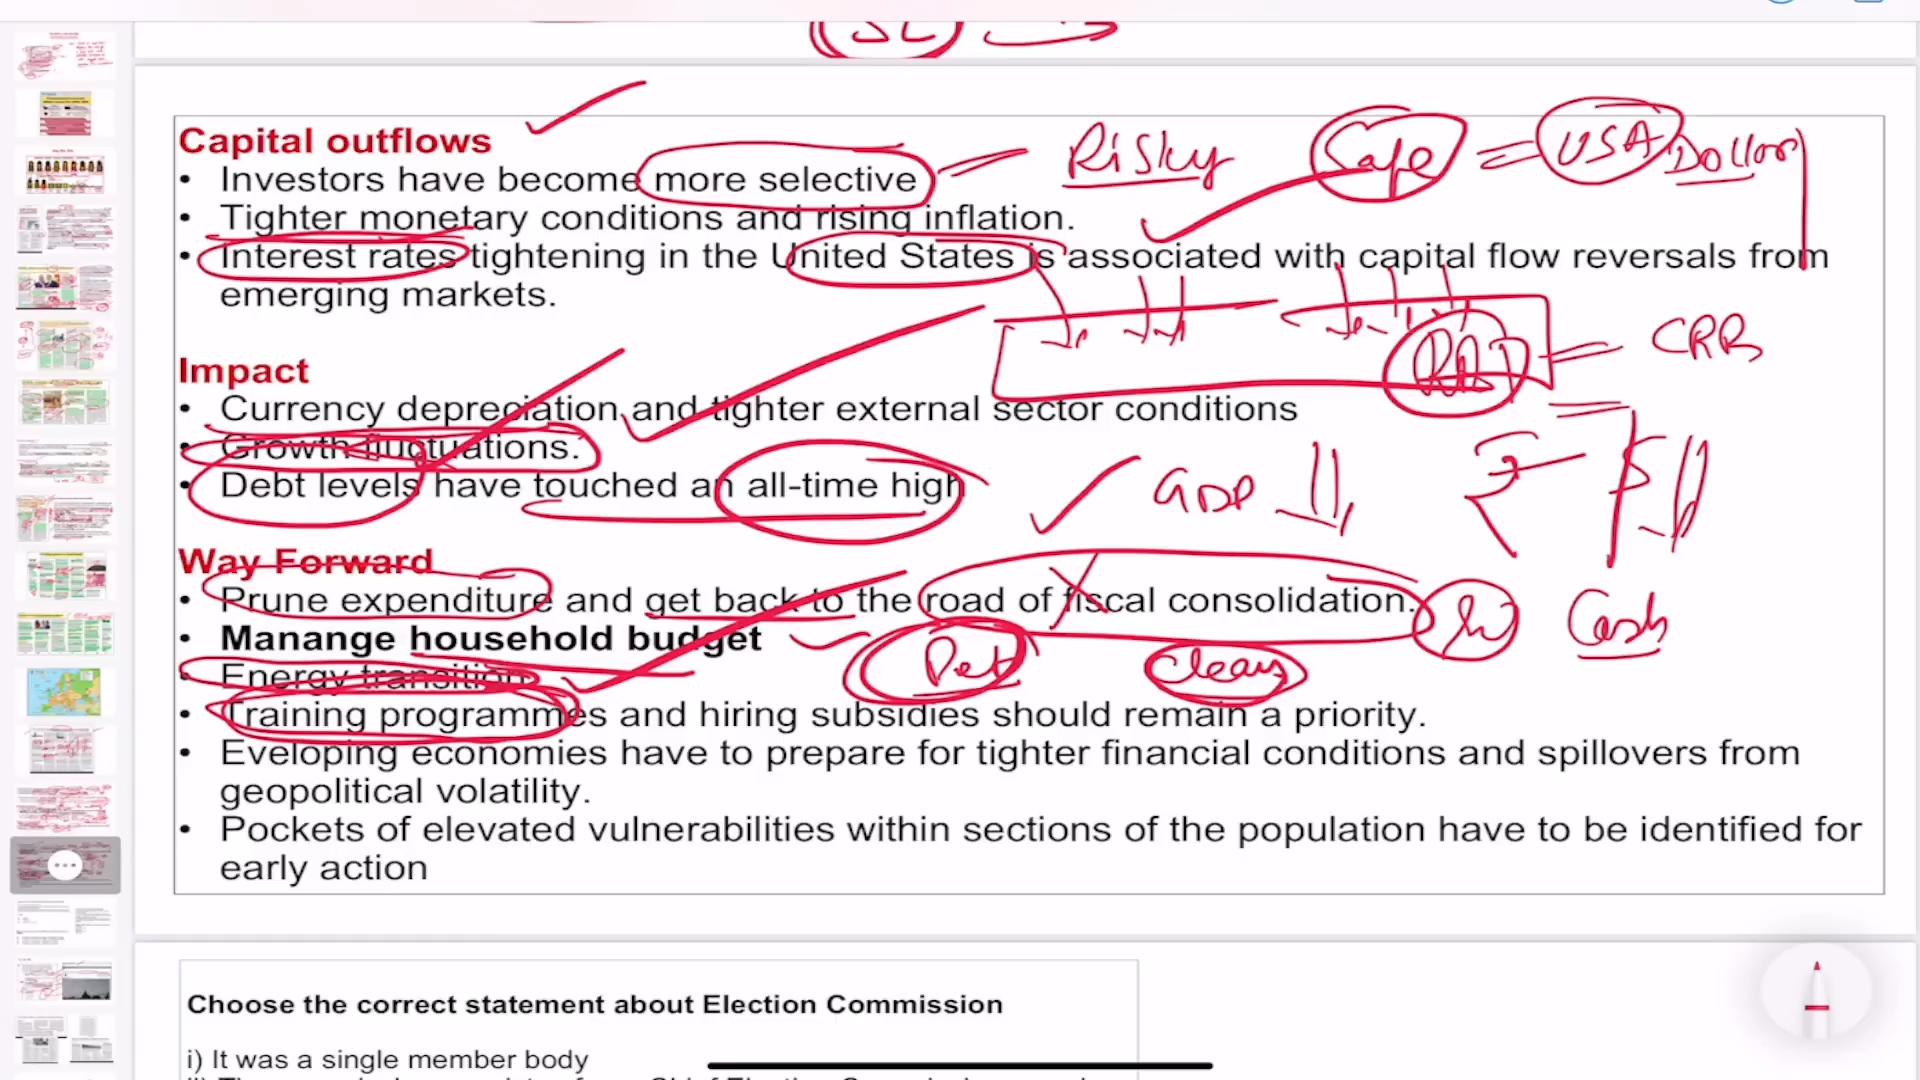 Capital outflows
• Investors have become more selective = Risky Safe = USA Dollar
• Tighter monetary conditions and rising inflation.
• Interest rates tightening in the United States is associated with capital flow reversals from
emerging markets.
CRR
Impact
• Currency depreciation and tighter external sector conditions
• Growth fluctuations.
• Debt levels have touched an all-time high
GDP
₹ $
Way Forward
• Prune expenditure and get back to the road of fiscal consolidation.
Cash
• Manange household budget
Clean
• Energy transition
• Training programmes and hiring subsidies should remain a priority.
• Eveloping economies have to prepare for tighter financial conditions and spillovers from
geopolitical volatility.
• Pockets of elevated vulnerabilities within sections of the population have to be identified for
early action
Choose the correct statement about Election Commission
i) It was a single member body